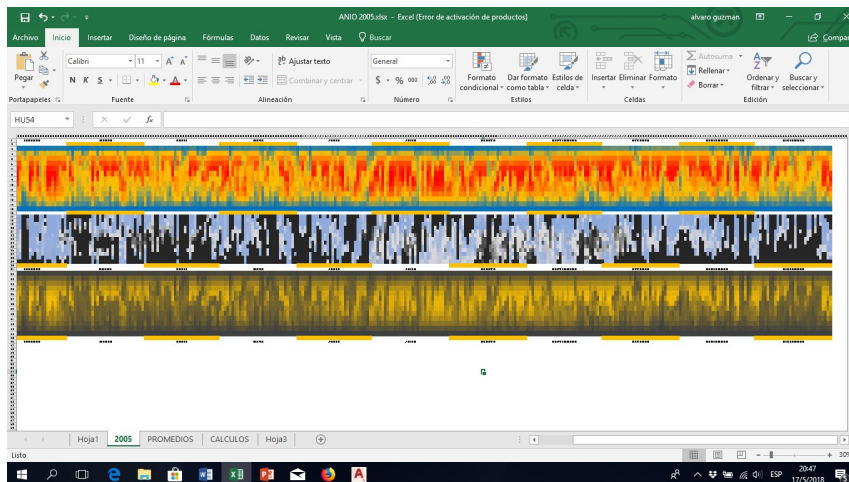 ANIO 2005.xlsx - Excel (Error de activación de productos)
alvaro guzman
Archivo Inicio Insertar Diseño de página Fórmulas Datos Revisar Vista Buscar Compar
Pegar
Calibri 11 A A
N K S A
Ajustar texto
Combinar y centrar
General
$ % 000
Formato condicional
Dar formato como tabla
Estilos de celda
Insertar Eliminar Formato
Autosuma
Rellenar
Borrar
Ordenar y filtrar
Buscar y seleccionar
Portapapeles Fuente Alineación Número Estilos Celdas Edición
HU54 fx
Hoja1 2005 PROMEDIOS CALCULOS Hoja3
Listo
ESP
20:47
17/5/2018